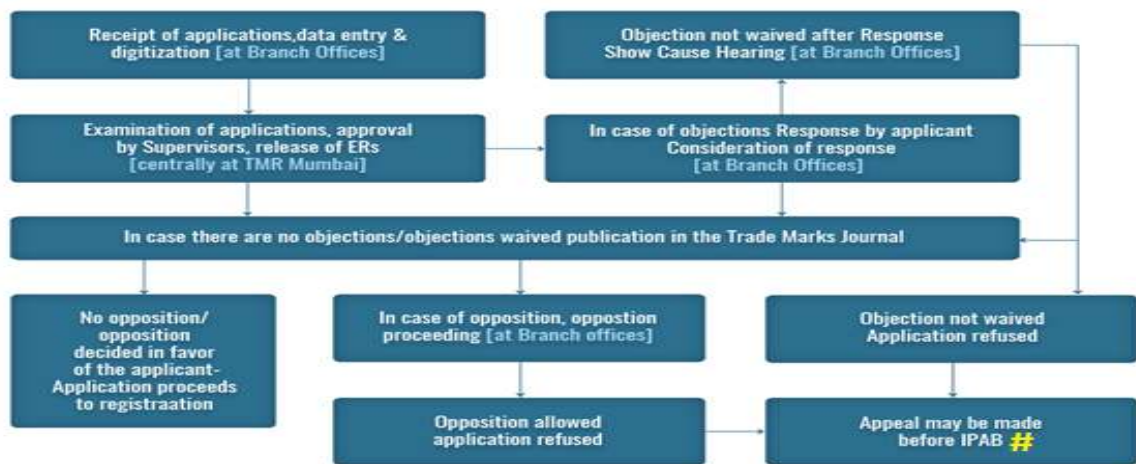 Receipt of applications,data entry &
digitization [at Branch Offices]
Objection not waived after Response
Show Cause Hearing [at Branch Offices]
Examination of applications, approval
by Supervisors, release of ERs
[centrally at TMR Mumbai]
In case of objections Response by applicant
Consideration of response
[at Branch Offices]
In case there are no objections/objections waived publication in the Trade Marks Journal
No opposition/
opposition
decided in favor
of the applicant-
Application proceeds
to registraation
In case of opposition, oppostion
proceeding [at Branch offices]
Objection not waived
Application refused
Opposition allowed
application refused
Appeal may be made
before IPAB #